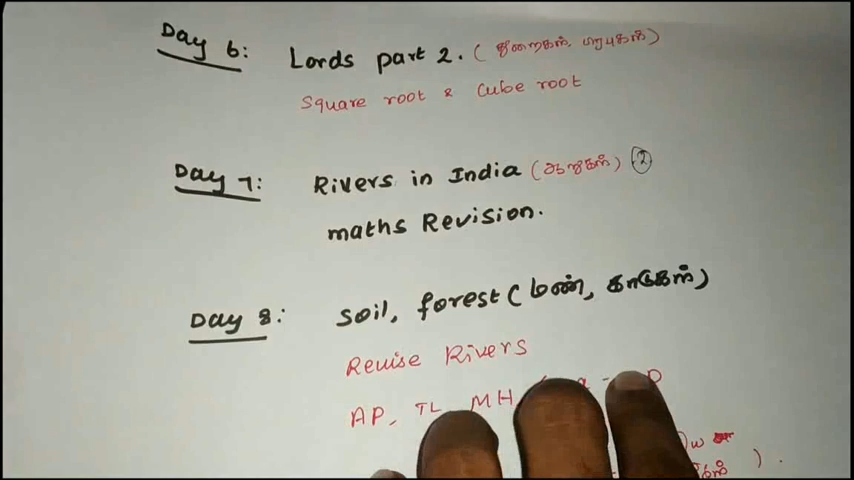 Day 6: Lords part 2. (
Square root & Cube root
Day 7: Rivers in India (ஆறுகள்) 2
maths Revision.
Day 8: Soil, forest (மண், காடுகள்)
Revise Rivers
AP, TL MH